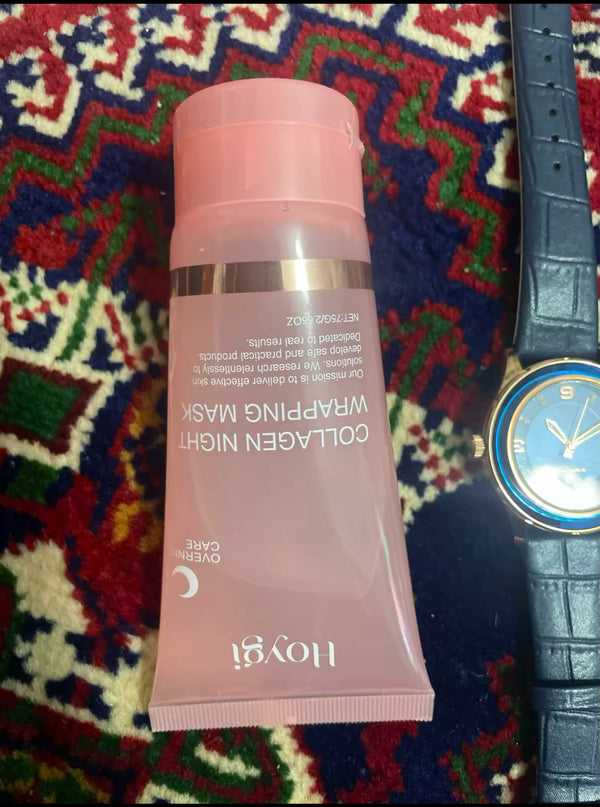 Hoygi
OVERNI
CARE
COLLAGEN NIGHT
WRAPPING MASK
Our mission is to deliver effective skin
solutions. We research relentlessly to
develop safe and practical products.
Dedicated to real results.
NET:75G/2.65OZ